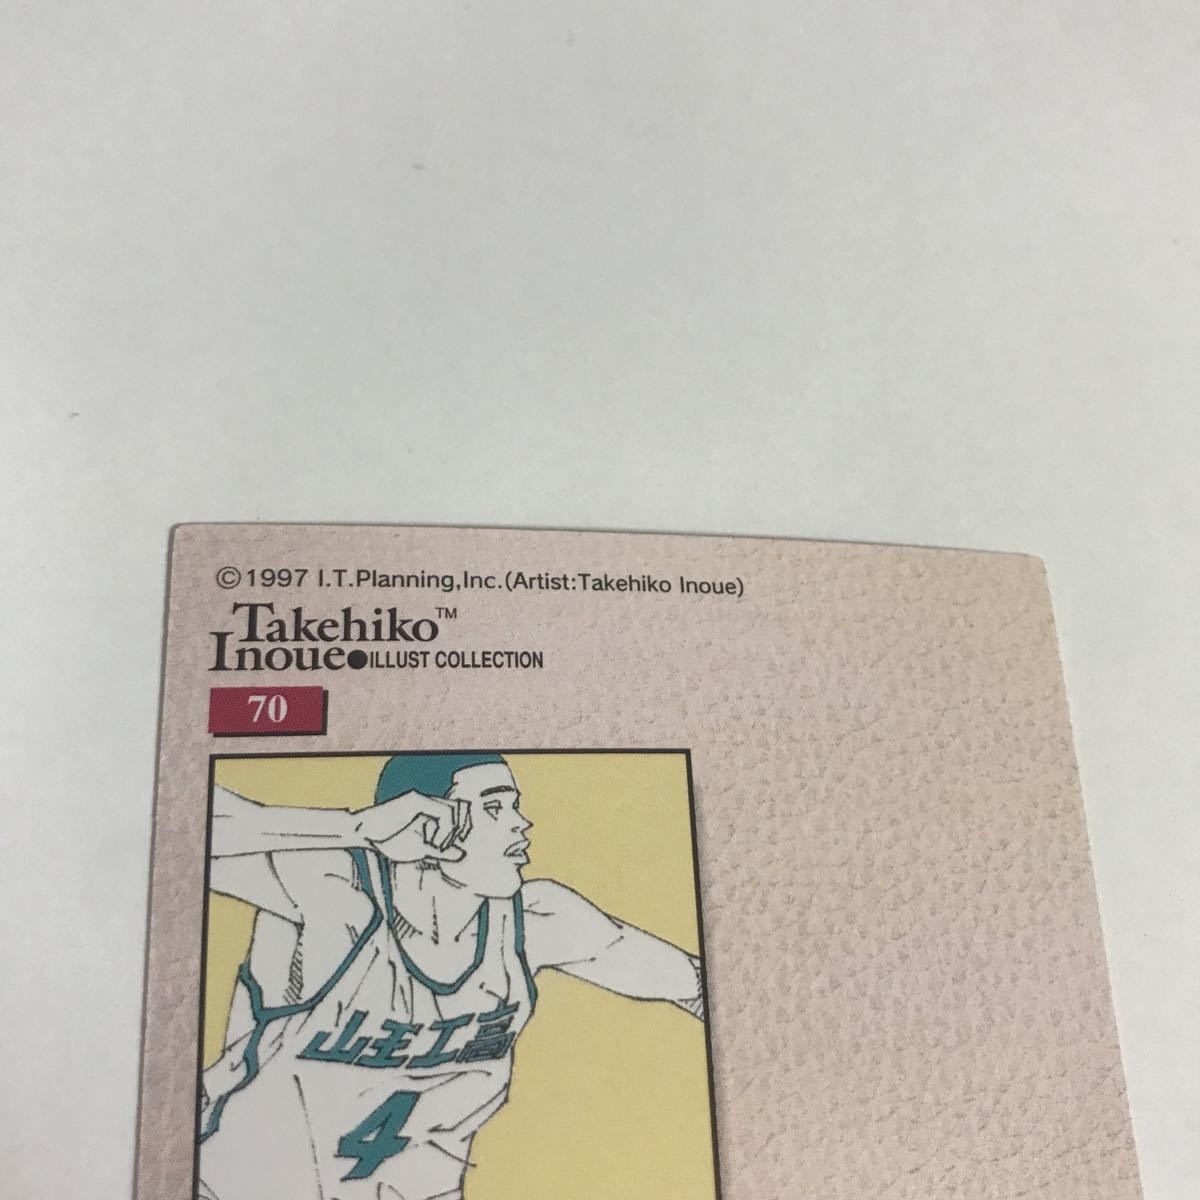 ©1997 I.T.Planning,Inc.(Artist:Takehiko Inoue)
Takehiko™
Inoue●ILLUST COLLECTION
70
山王工高
4